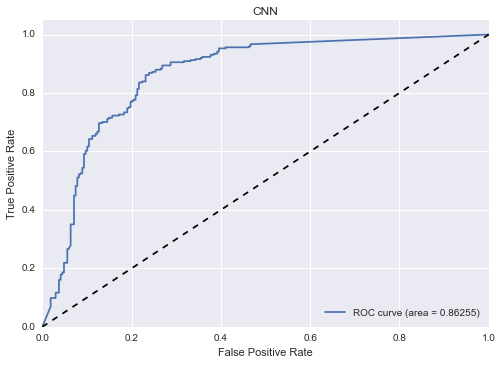 CNN
1.0
0.8
0.6
0.4
0.2
0.0
True Positive Rate
ROC curve (area = 0.86255)
0.0 0.2 0.4 0.6 0.8 1.0
False Positive Rate